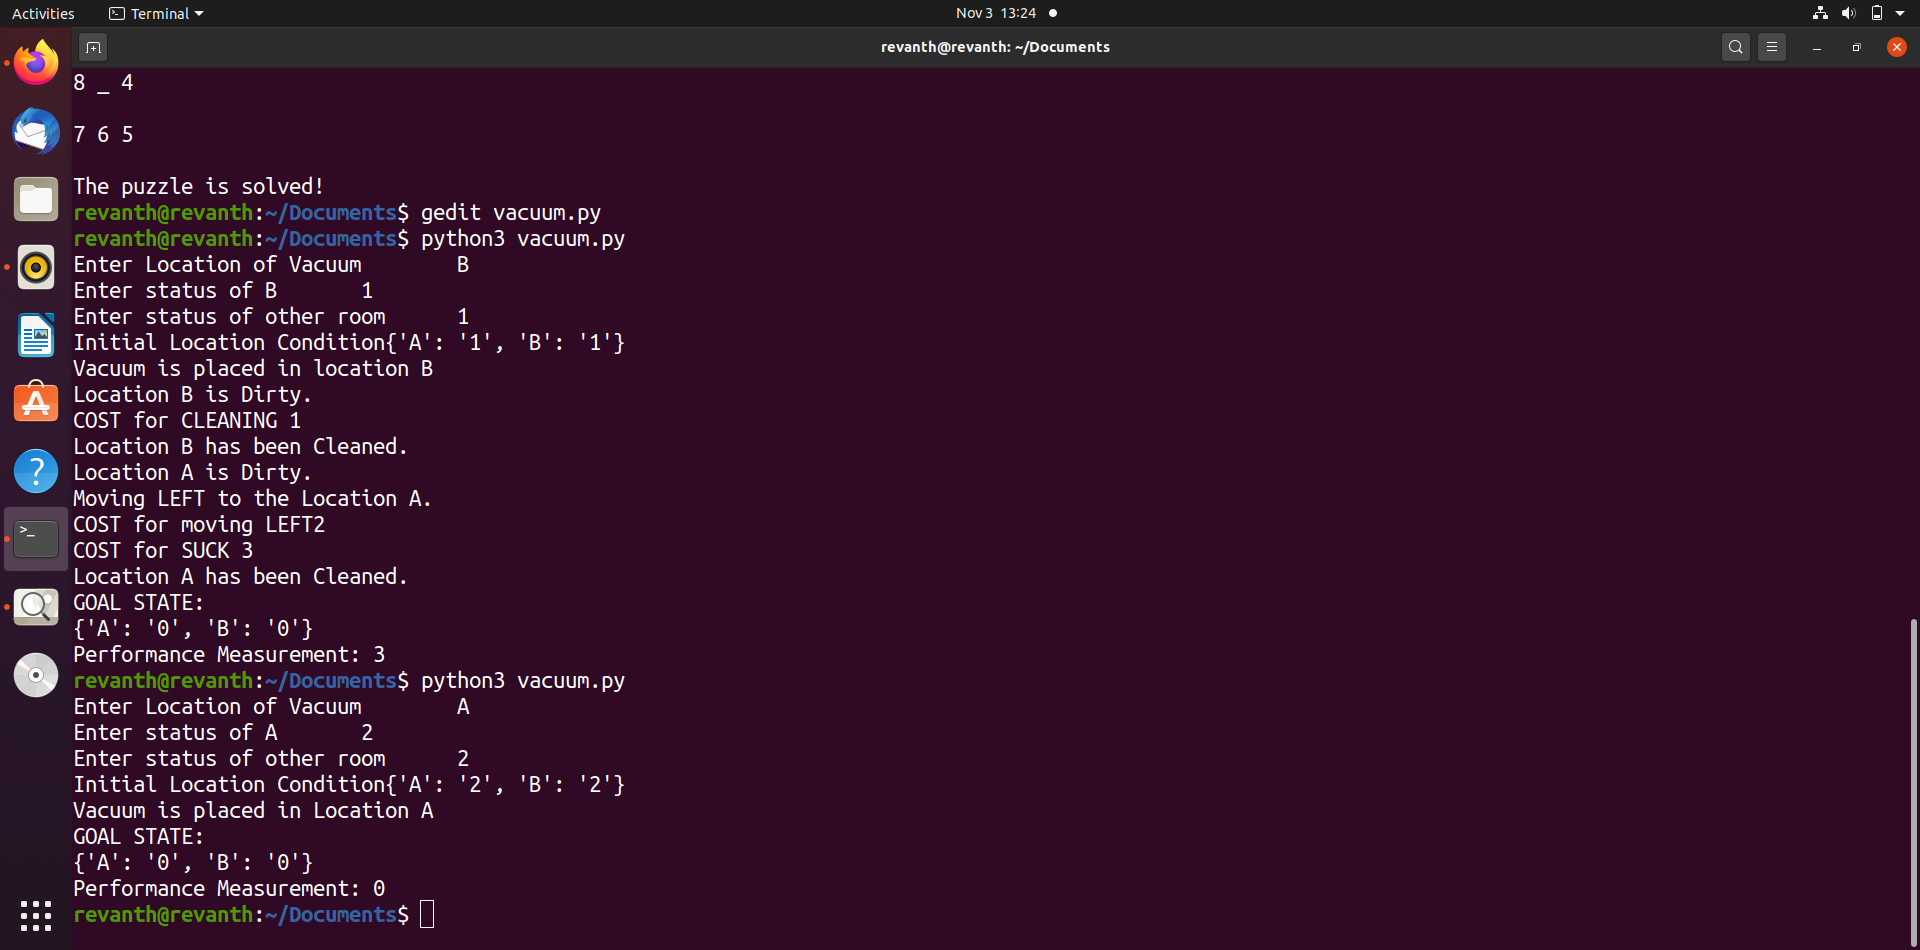 Activities Terminal Nov 3 13:24
revanth@revanth: ~/Documents
8 _ 4
7 6 5
The puzzle is solved!
revanth@revanth:~/Documents$ gedit vacuum.py
revanth@revanth:~/Documents$ python3 vacuum.py
Enter Location of Vacuum        B
Enter status of B       1
Enter status of other room      1
Initial Location Condition{'A': '1', 'B': '1'}
Vacuum is placed in location B
Location B is Dirty.
COST for CLEANING 1
Location B has been Cleaned.
Location A is Dirty.
Moving LEFT to the Location A.
COST for moving LEFT2
COST for SUCK 3
Location A has been Cleaned.
GOAL STATE:
{'A': '0', 'B': '0'}
Performance Measurement: 3
revanth@revanth:~/Documents$ python3 vacuum.py
Enter Location of Vacuum        A
Enter status of A       2
Enter status of other room      2
Initial Location Condition{'A': '2', 'B': '2'}
Vacuum is placed in Location A
GOAL STATE:
{'A': '0', 'B': '0'}
Performance Measurement: 0
revanth@revanth:~/Documents$